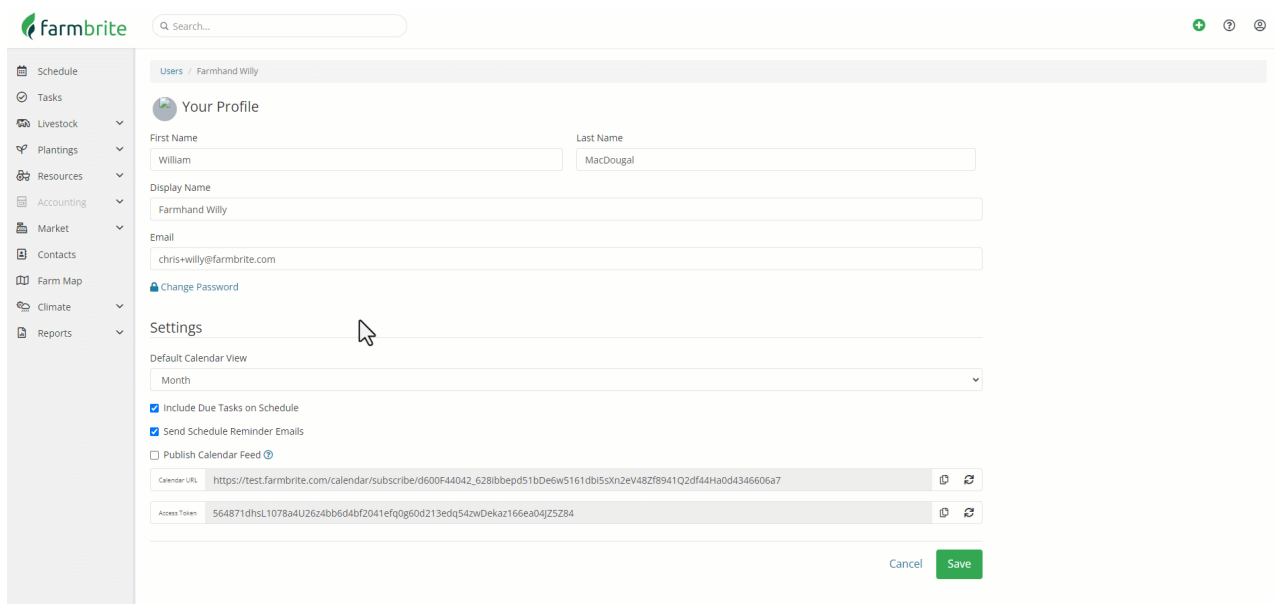 farmbrite
Search...
Schedule
Tasks
Livestock
Plantings
Resources
Accounting
Market
Contacts
Farm Map
Climate
Reports
Users / Farmhand Willy
Your Profile
First Name Last Name
William MacDougal
Display Name
Farmhand Willy
Email
chris+willy@farmbrite.com
Change Password
Settings
Default Calendar View
Month
Include Due Tasks on Schedule
Send Schedule Reminder Emails
Publish Calendar Feed
Calendar URL https://test.farmbrite.com/calendar/subscribe/d600F44042_628ibbepd51bDe6w5161dbi5sXn2eV48Zf8941Q2df44Ha0d4346606a7
Access Token 564871dhsL1078a4U26z4bb6d4bf2041efq0g60d213edq54zwDekaz166ea04JZ5Z84
Cancel Save